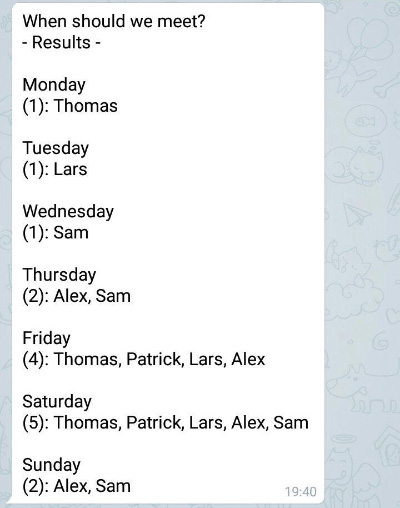 When should we meet?
- Results -
Monday
(1): Thomas
Tuesday
(1): Lars
Wednesday
(1): Sam
Thursday
(2): Alex, Sam
Friday
(4): Thomas, Patrick, Lars, Alex
Saturday
(5): Thomas, Patrick, Lars, Alex, Sam
Sunday
(2): Alex, Sam
19:40